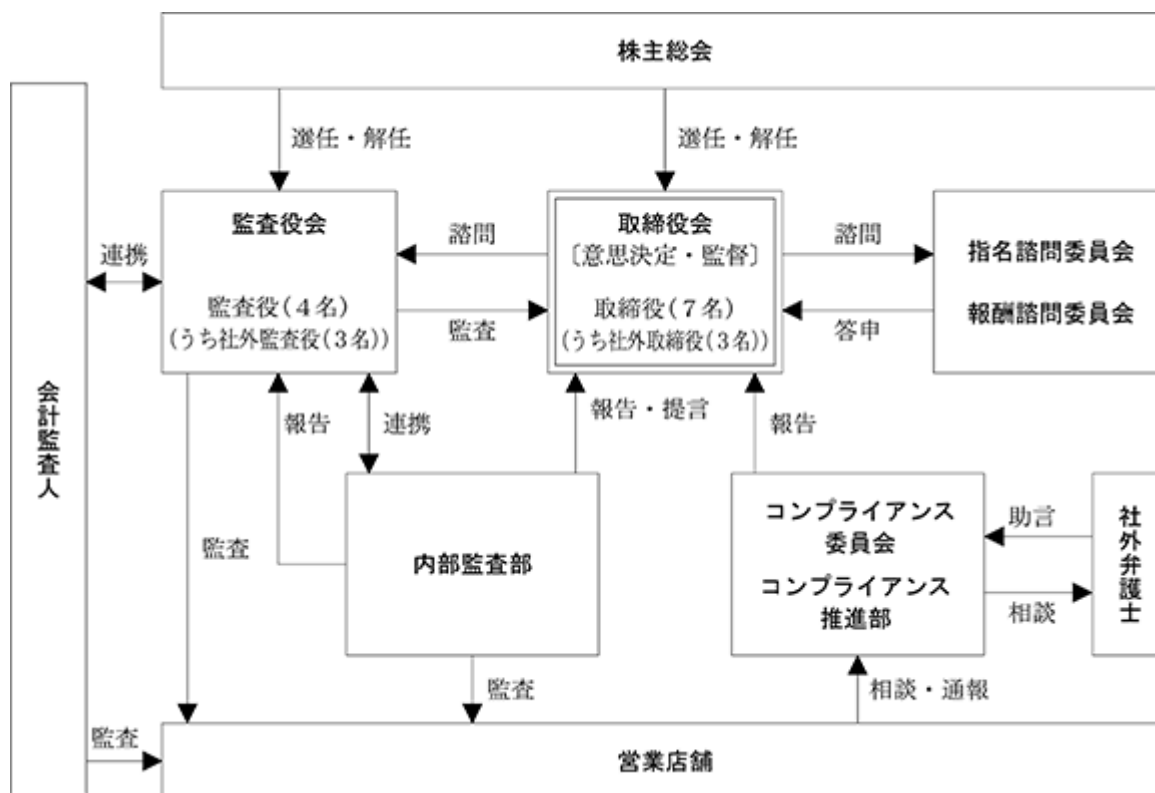 株主総会
選任・解任
選任・解任
監査役会
監査役(4名)
(うち社外監査役(3名))
諮問
監査
取締役会
〔意思決定・監督〕
取締役(7名)
(うち社外取締役(3名))
諮問
答申
指名諮問委員会
報酬諮問委員会
連携
会計監査人
報告
連携
報告・提言
報告
監査
内部監査部
コンプライアンス
委員会
コンプライアンス
推進部
助言
相談
社外弁護士
監査
相談・通報
監査
営業店舗